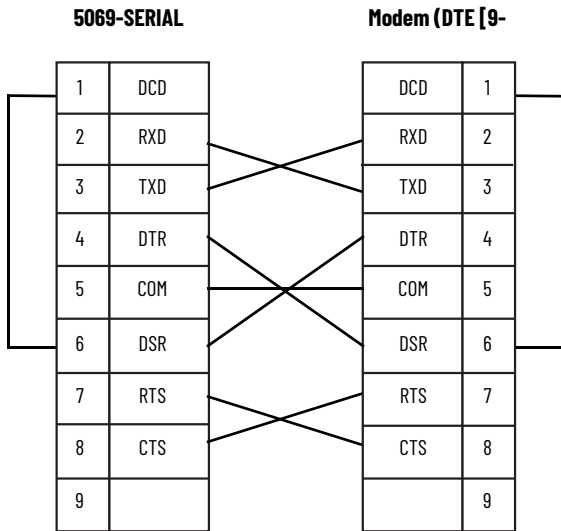 5069-SERIAL Modem (DTE [9-
1 DCD DCD 1
2 RXD RXD 2
3 TXD TXD 3
4 DTR DTR 4
5 COM COM 5
6 DSR DSR 6
7 RTS RTS 7
8 CTS CTS 8
9 9